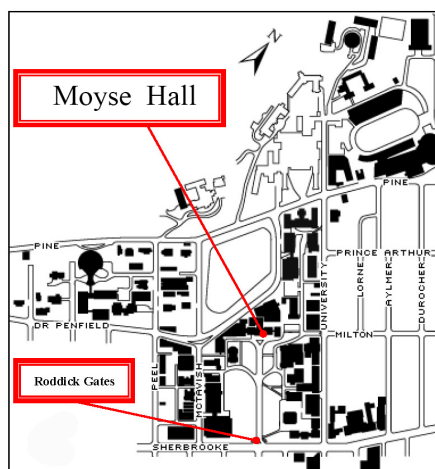 N
Moyse Hall
PINE
PINE
PRINCE ARTHUR
UNIVERSITY
LORNE
AYLMER
DUROCHER
DR PENFIELD
MILTON
PEEL
MCTAVISH
Roddick Gates
SHERBROOKE